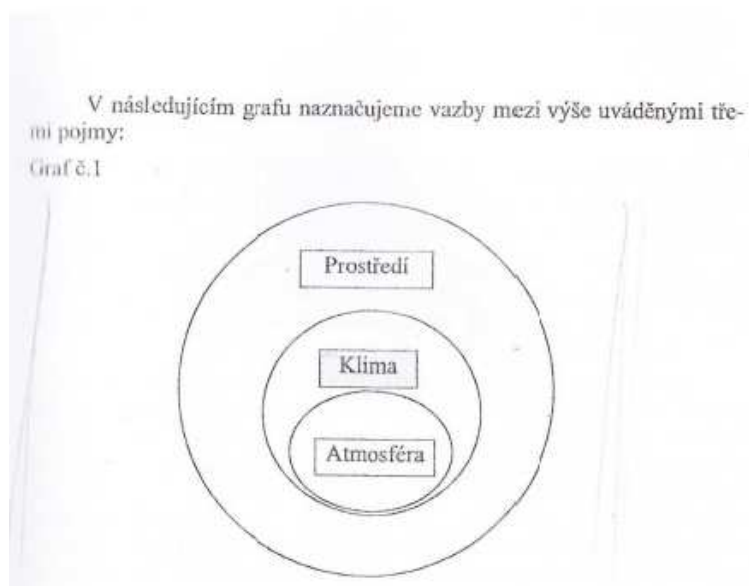 V následujícím grafu naznačujeme vazby mezi výše uváděnými tře-
mi pojmy:
Graf č.1
Prostředí
Klima
Atmosféra